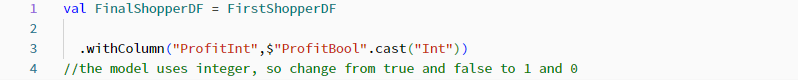 1 val FinalShopperDF = FirstShopperDF
2
3 .withColumn("ProfitInt",$"ProfitBool".cast("Int"))
4 //the model uses integer, so change from true and false to 1 and 0